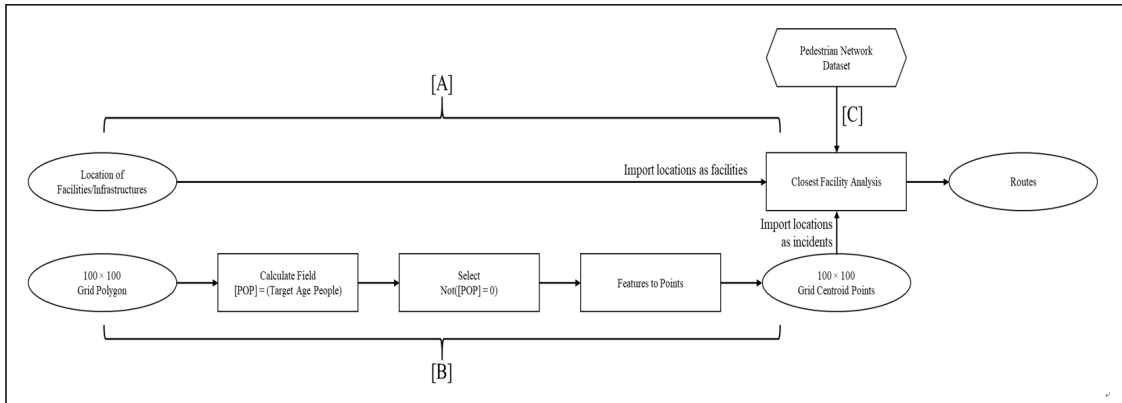 Pedestrian Network
Dataset
[A]
[C]
Location of
Facilities/Infrastructures
Import locations as facilities
Closest Facility Analysis
Routes
Import locations
as incidents
100 × 100
Grid Polygon
Calculate Field
[POP] = (Target Age People)
Select
Not([POP] = 0)
Features to Points
100 × 100
Grid Centroid Points
[B]